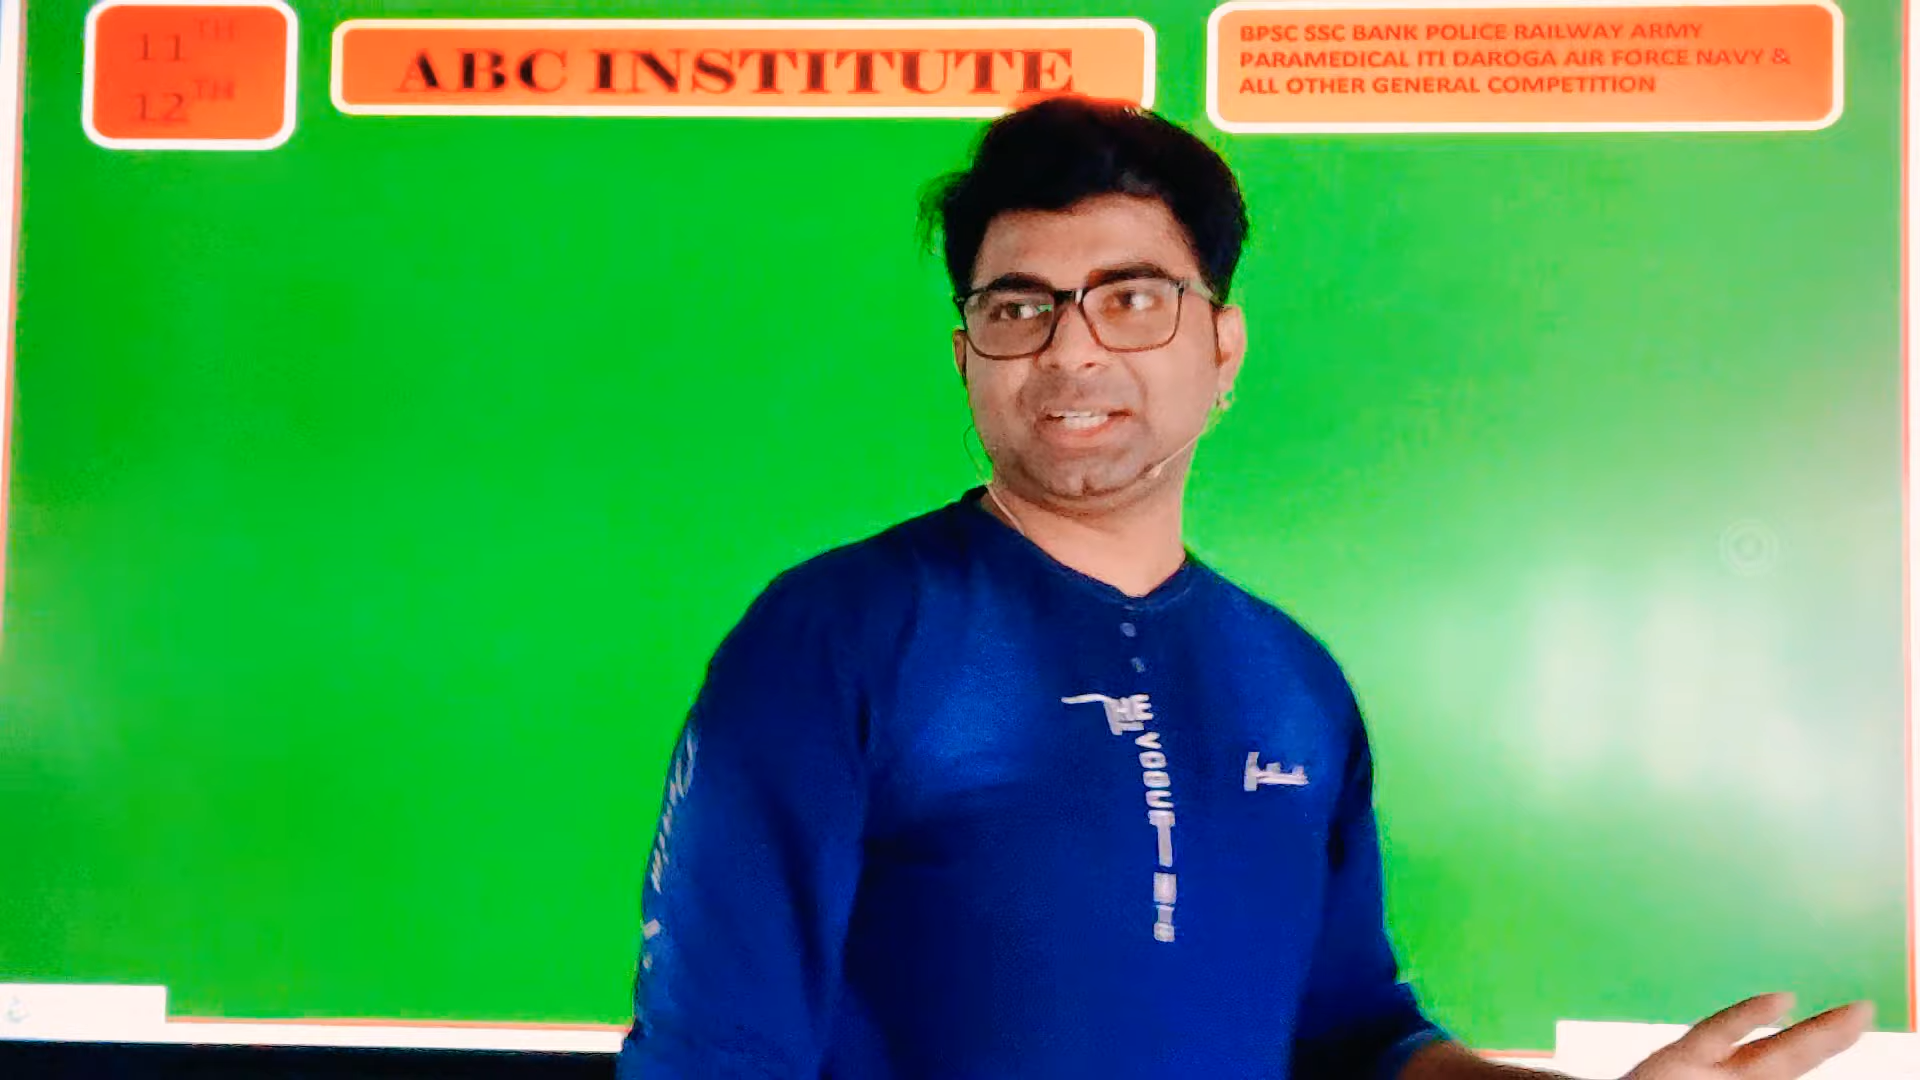 11TH
12TH
ABC INSTITUTE
BPSC SSC BANK POLICE RAILWAY ARMY
PARAMEDICAL ITI DAROGA AIR FORCE NAVY &
ALL OTHER GENERAL COMPETITION
THE